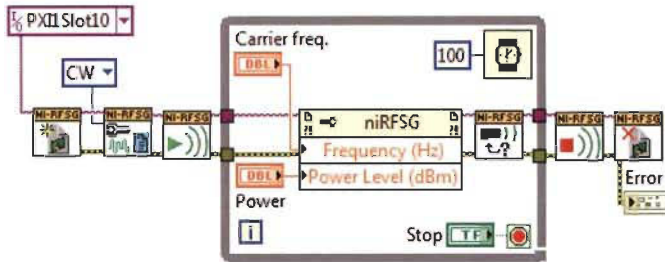 PXI1Slot10
CW
Carrier freq.
DBL
100
NI-RFSG
NI-RFSG
NI-RFSG
niRFSG
NI-RFSG
NI-RFSG
NI-RFSG
Frequency (Hz)
DBL
Power Level (dBm)
Power
i
Stop
TF
Error